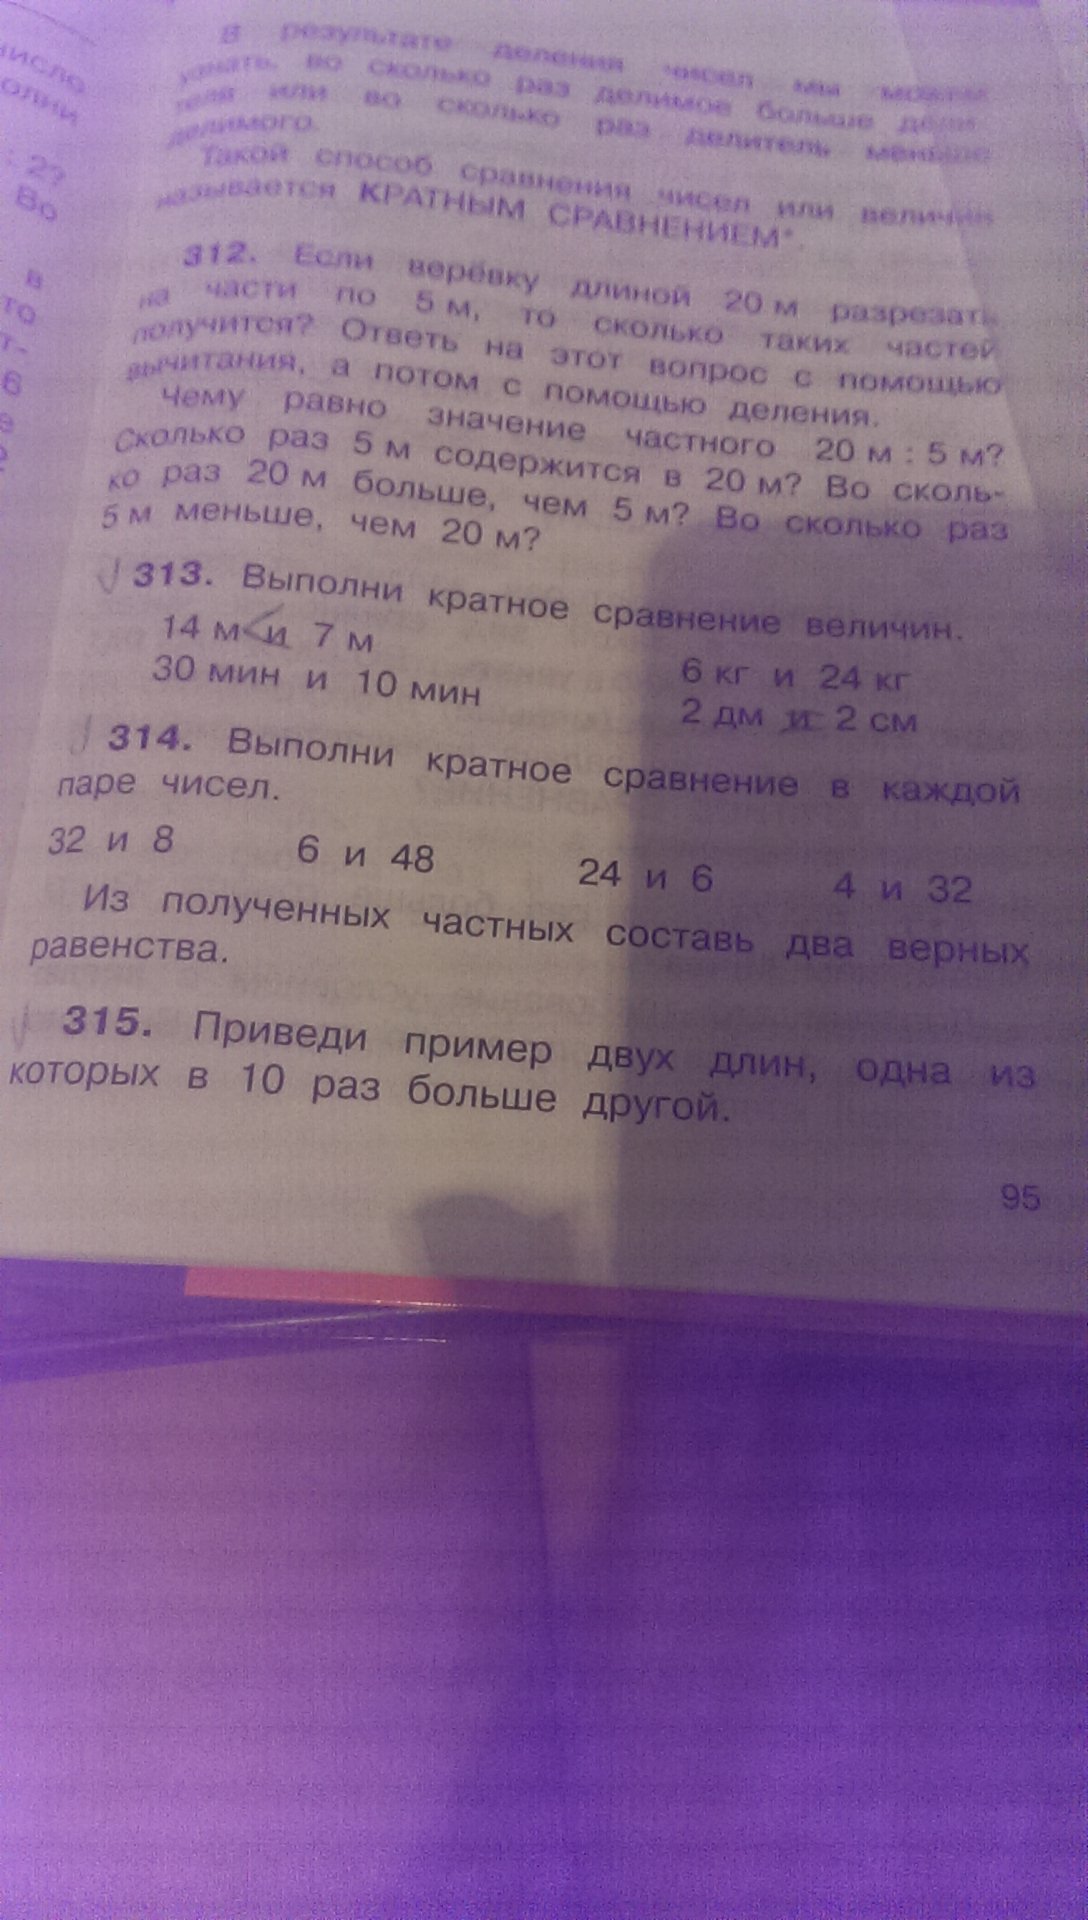 число
олни
: 2?
Во
в
то
т-
6
е
В результате деления чисел мы можем
узнать, во сколько раз делимое больше дели-
теля или во сколько раз делитель меньше
делимого.
Такой способ сравнения чисел или величин
называется КРАТНЫМ СРАВНЕНИЕМ*.
312. Если верёвку длиной 20 м разрезать
на части по 5 м, то сколько таких частей
получится? Ответь на этот вопрос с помощью
вычитания, а потом с помощью деления.
Чему равно значение частного 20 м : 5 м?
Сколько раз 5 м содержится в 20 м? Во сколь-
ко раз 20 м больше, чем 5 м? Во сколько раз
5 м меньше, чем 20 м?
313. Выполни кратное сравнение величин.
14 м и 7 м
30 мин и 10 мин
6 кг и 24 кг
2 дм и 2 см
314. Выполни кратное сравнение в каждой
паре чисел.
32 и 8 6 и 48 24 и 6 4 и 32
Из полученных частных составь два верных
равенства.
315. Приведи пример двух длин, одна из
которых в 10 раз больше другой.
95